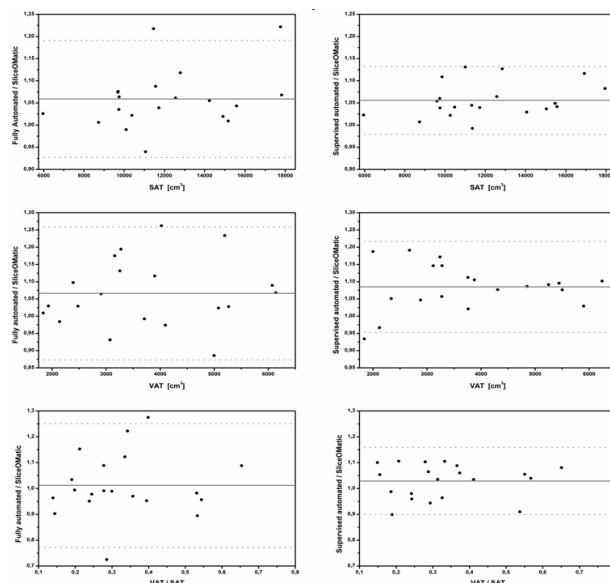 1,25
1,20
1,15
1,10
1,05
1,00
0,95
0,90
Fully Automated / SliceOMatic
6000 8000 10000 12000 14000 16000 18000
SAT [cm³]
1,25
1,20
1,15
1,10
1,05
1,00
0,95
0,90
Supervised automated / SliceOMatic
6000 8000 10000 12000 14000 16000 18000
SAT [cm³]
1,35
1,30
1,25
1,20
1,15
1,10
1,05
1,00
0,95
0,90
0,85
Fully automated / SliceOMatic
2000 3000 4000 5000 6000
VAT [cm³]
1,30
1,25
1,20
1,15
1,10
1,05
1,00
0,95
0,90
0,85
Supervised automated / SliceOMatic
2000 3000 4000 5000 6000
VAT [cm³]
1,3
1,2
1,1
1,0
0,9
0,8
0,7
Fully automated / SliceOMatic
0,1 0,2 0,3 0,4 0,5 0,6 0,7 0,8
VAT / SAT
1,3
1,2
1,1
1,0
0,9
0,8
0,7
Supervised automated / SliceOMatic
0,1 0,2 0,3 0,4 0,5 0,6 0,7 0,8
VAT / SAT